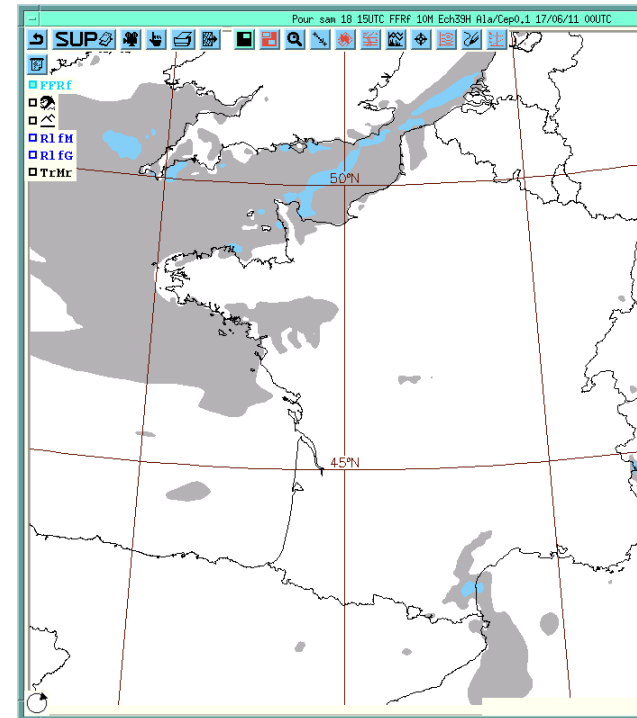 Pour sam 18 15UTC FFRf 10M Ech39H Ala/Cep0.1 17/06/11 00UTC
SUP
FFRf
RlfM
RlfG
TrMr
50°N
45°N